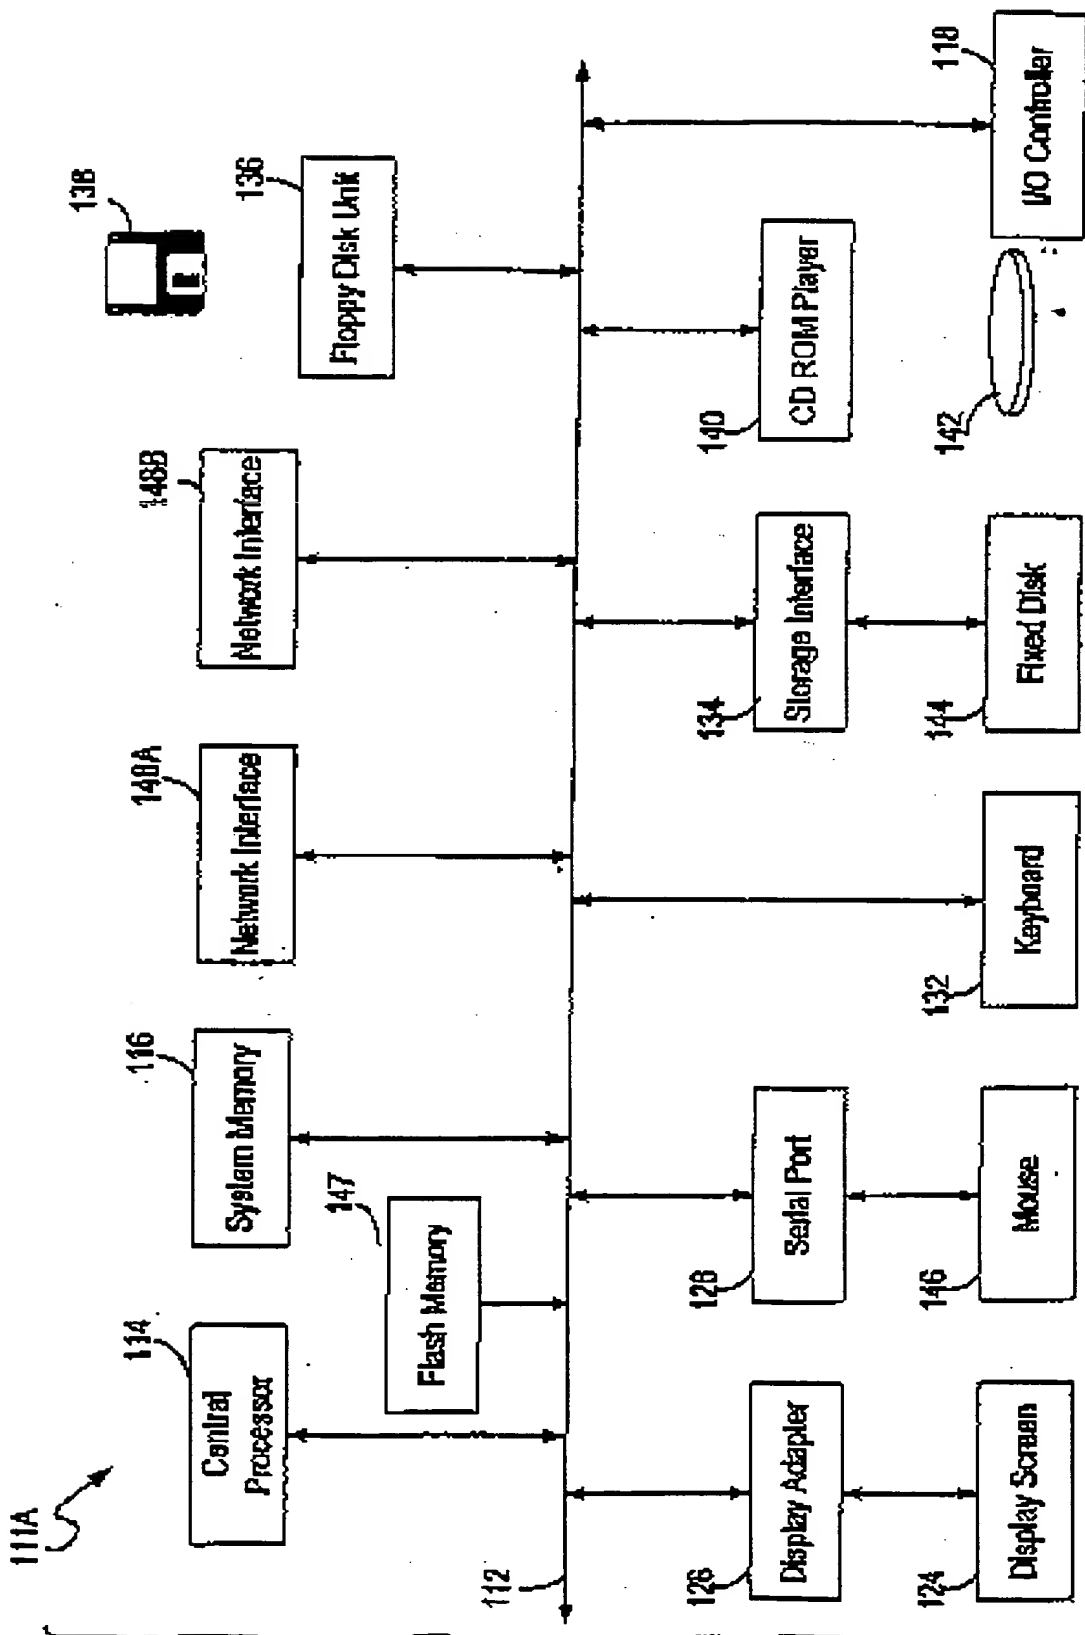 111A
114
Central
Processor
116
System Memory
148A
Network Interface
148B
Network Interface
138
136
Floppy Disk Unit
147
Flash Memory
112
126
Display Adapter
128
Serial Port
134
Storage Interface
140
CD ROM Player
124
Display Screen
146
Mouse
132
Keyboard
144
Fixed Disk
142
118
I/O Controller